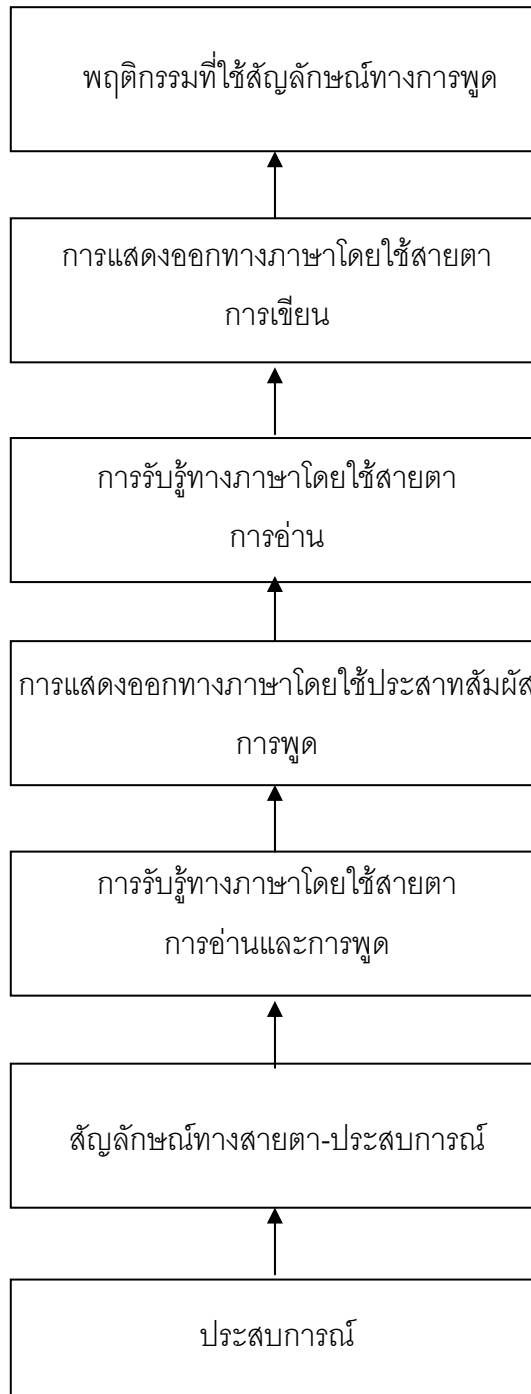 พฤติกรรมที่ใช้สัญลักษณ์ทางการพูด
การแสดงออกทางภาษาโดยใช้สายตา
การเขียน
การรับรู้ทางภาษาโดยใช้สายตา
การอ่าน
การแสดงออกทางภาษาโดยใช้ประสาทสัมผัส
การพูด
การรับรู้ทางภาษาโดยใช้สายตา
การอ่านและการพูด
สัญลักษณ์ทางสายตา-ประสบการณ์
ประสบการณ์